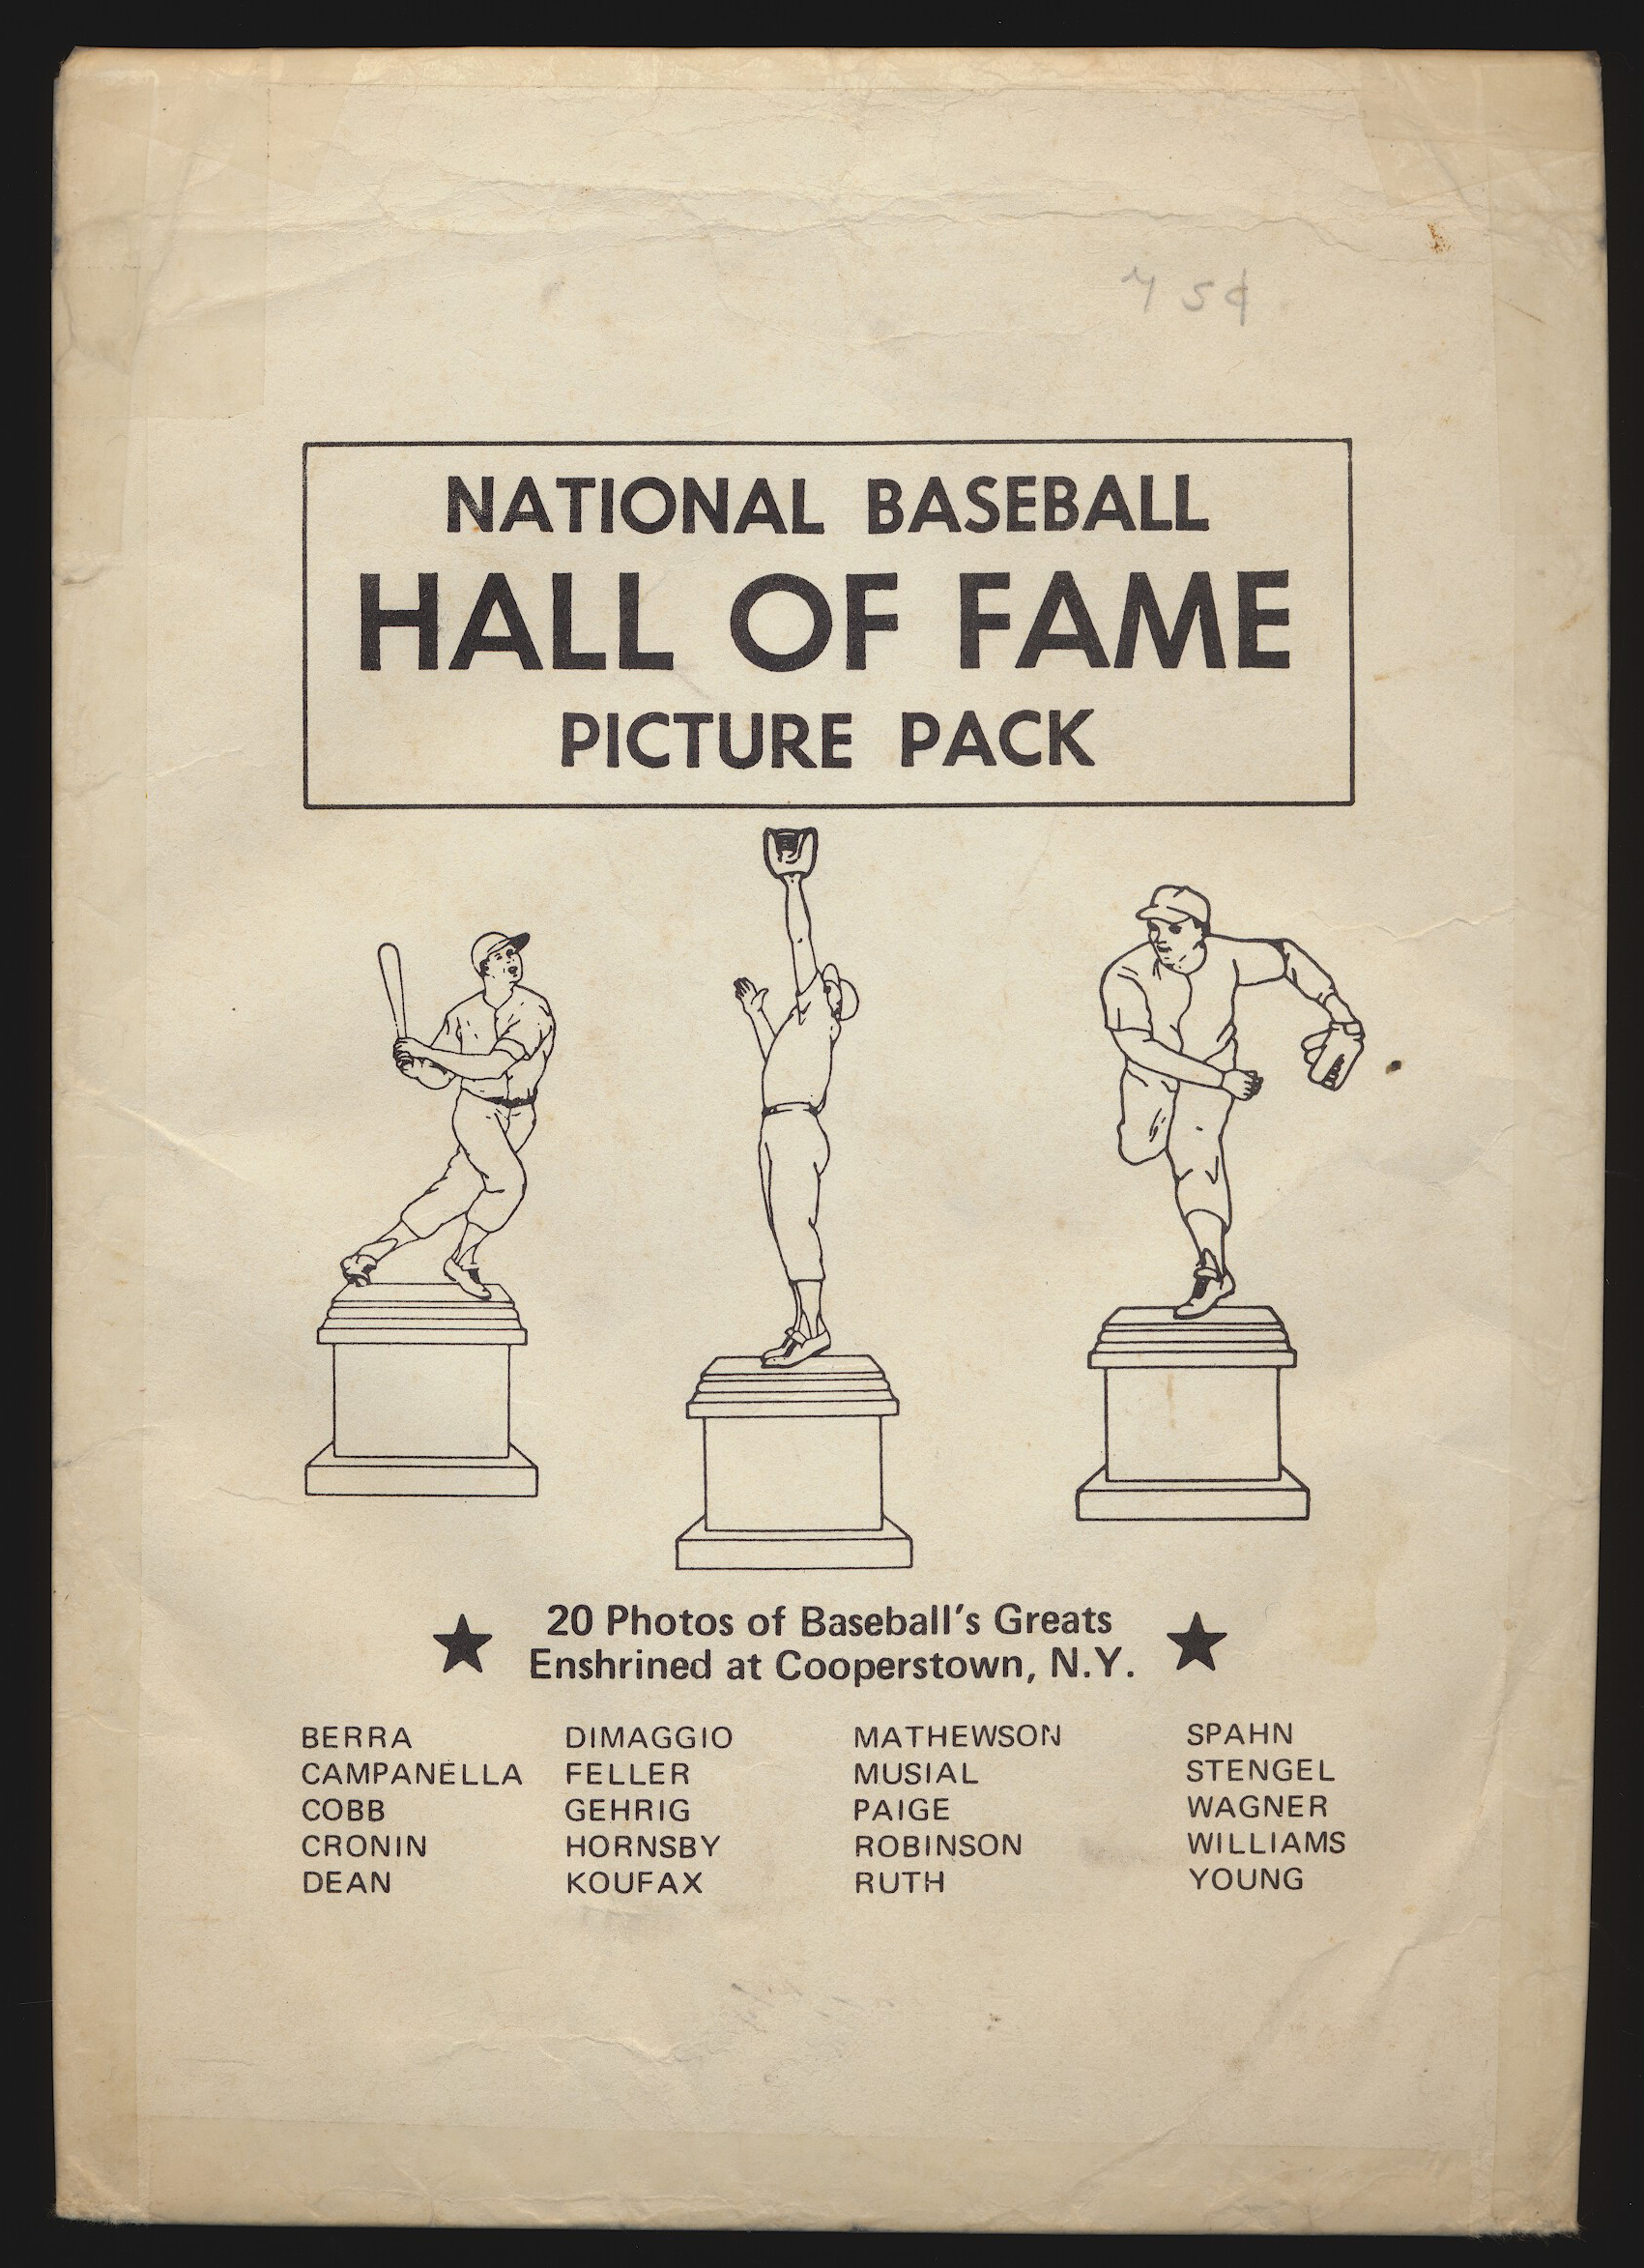 75¢
NATIONAL BASEBALL
HALL OF FAME
PICTURE PACK
20 Photos of Baseball's Greats
Enshrined at Cooperstown, N.Y.
BERRA
CAMPANELLA
COBB
CRONIN
DEAN
DIMAGGIO
FELLER
GEHRIG
HORNSBY
KOUFAX
MATHEWSON
MUSIAL
PAIGE
ROBINSON
RUTH
SPAHN
STENGEL
WAGNER
WILLIAMS
YOUNG